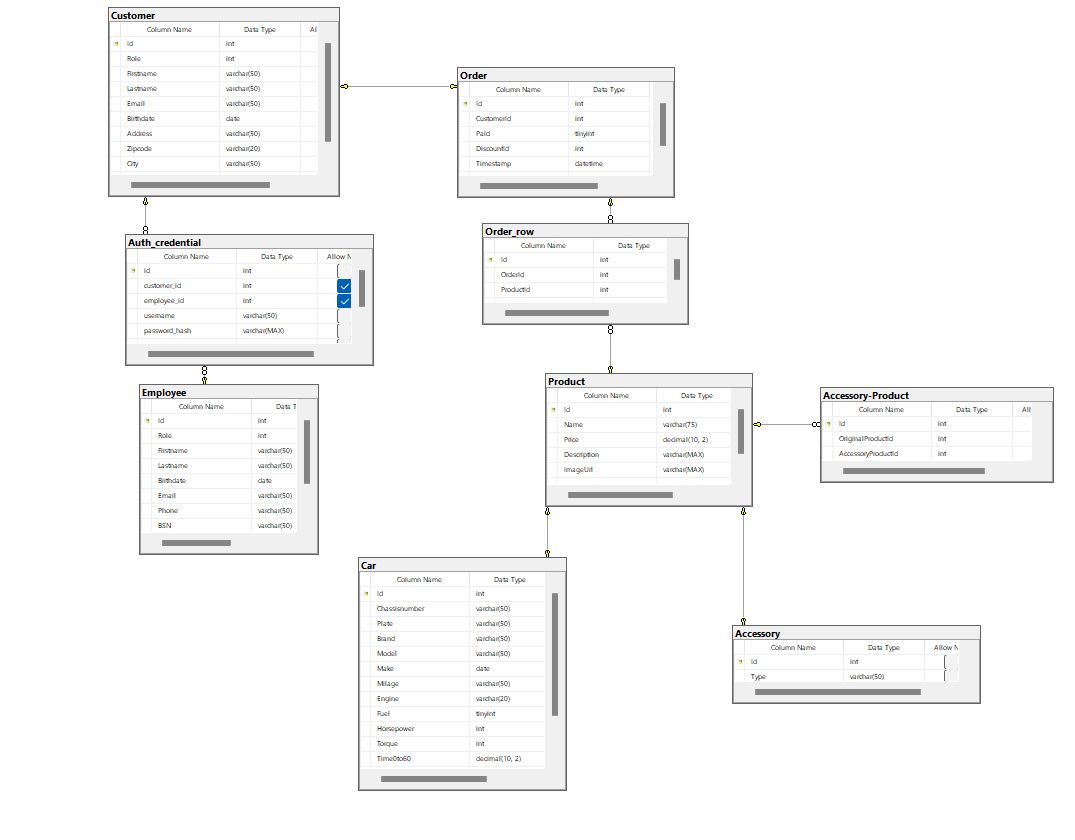 Customer
Column Name Data Type Al
Id int
Role int
Firstname varchar(50)
Lastname varchar(50)
Email varchar(50)
Birthdate date
Address varchar(50)
Zipcode varchar(20)
City varchar(50)
Order
Column Name Data Type
Id int
CustomerId int
Paid tinyint
DiscountId int
Timestamp datetime
Auth_credential
Column Name Data Type Allow N
id int
customer_id int
employee_id int
username varchar(50)
password_hash varchar(MAX)
Order_row
Column Name Data Type
Id int
OrderId int
ProductId int
Employee
Column Name Data T
Id int
Role int
Firstname varchar(50)
Lastname varchar(50)
Birthdate date
Email varchar(50)
Phone varchar(50)
BSN varchar(50)
Product
Column Name Data Type
Id int
Name varchar(75)
Price decimal(10, 2)
Description varchar(MAX)
ImageUrl varchar(MAX)
Accessory-Product
Column Name Data Type All
Id int
OriginalProductId int
AccessoryProductId int
Car
Column Name Data Type
Id int
Chassisnumber varchar(50)
Plate varchar(50)
Brand varchar(50)
Model varchar(50)
Make date
Milage varchar(50)
Engine varchar(20)
Fuel tinyint
Horsepower int
Torque int
Time0to60 decimal(10, 2)
Accessory
Column Name Data Type Allow N
Id int
Type varchar(50)